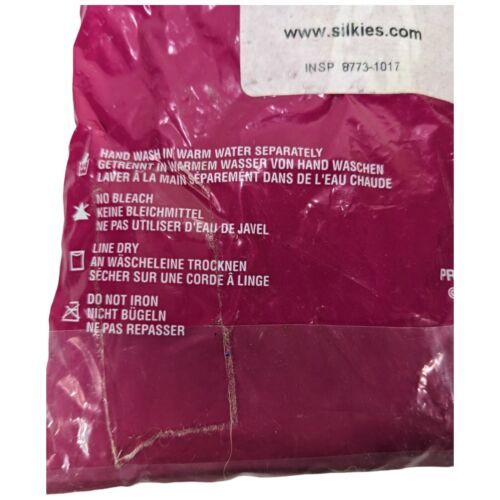 www.silkies.com
INSP 8773-1017
HAND WASH IN WARM WATER SEPARATELY
GETRENNT IN WARMEM WASSER VON HAND WASCHEN
LAVER À LA MAIN SÉPAREMENT DANS DE L'EAU CHAUDE
NO BLEACH
KEINE BLEICHMITTEL
NE PAS UTILISER D'EAU DE JAVEL
LINE DRY
AN WÄSCHELEINE TROCKNEN
SÉCHER SUR UNE CORDE À LINGE
PR
©
DO NOT IRON
NICHT BÜGELN
NE PAS REPASSER